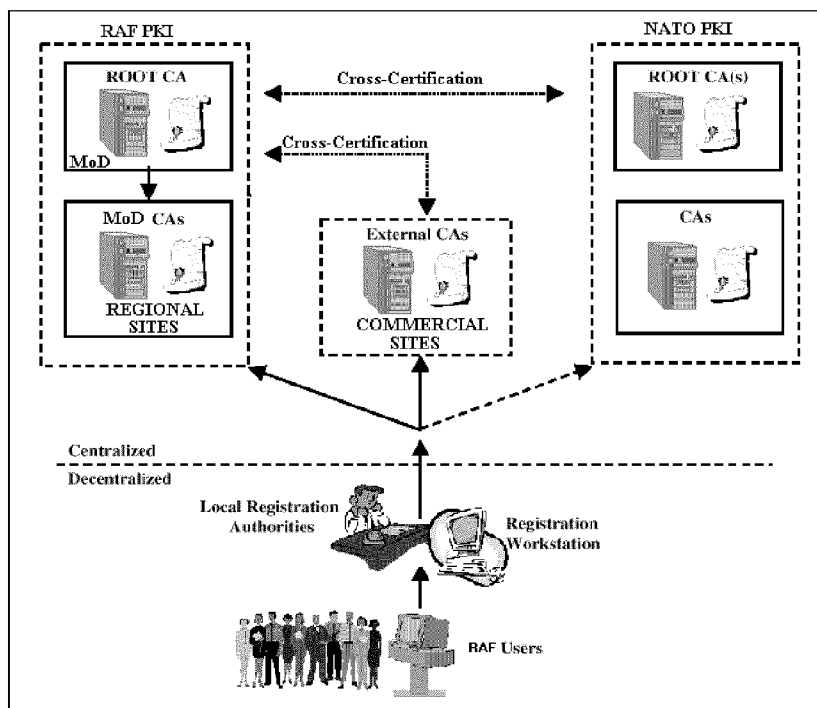 RAF PKI
NATO PKI
ROOT CA
MoD
Cross-Certification
ROOT CA(s)
Cross-Certification
MoD CAs
REGIONAL
SITES
External CAs
COMMERCIAL
SITES
CAs
Centralized
Decentralized
Local Registration
Authorities
Registration
Workstation
RAF Users